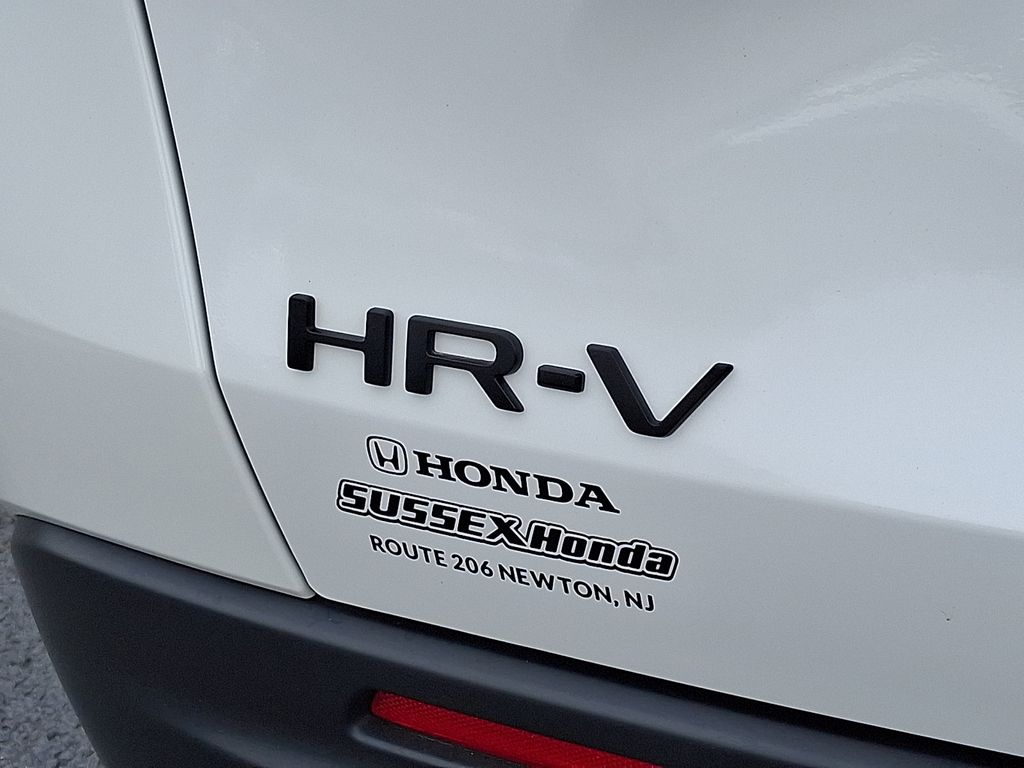 HR-V
HONDA
SUSSEX Honda
ROUTE 206 NEWTON, NJ